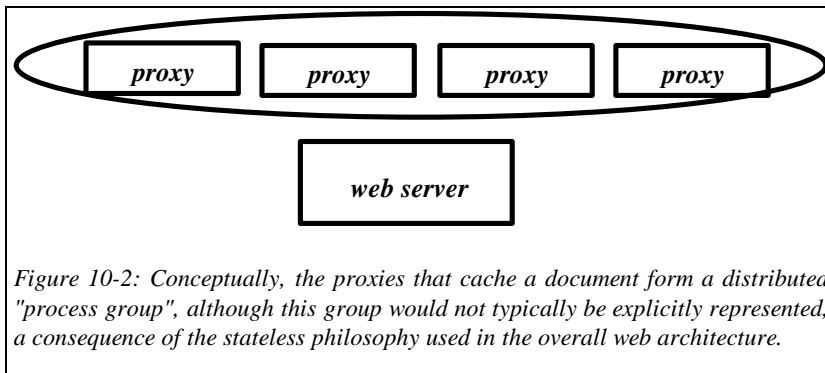 proxy proxy proxy proxy
web server
Figure 10-2: Conceptually, the proxies that cache a document form a distributed
"process group", although this group would not typically be explicitly represented,
a consequence of the stateless philosophy used in the overall web architecture.